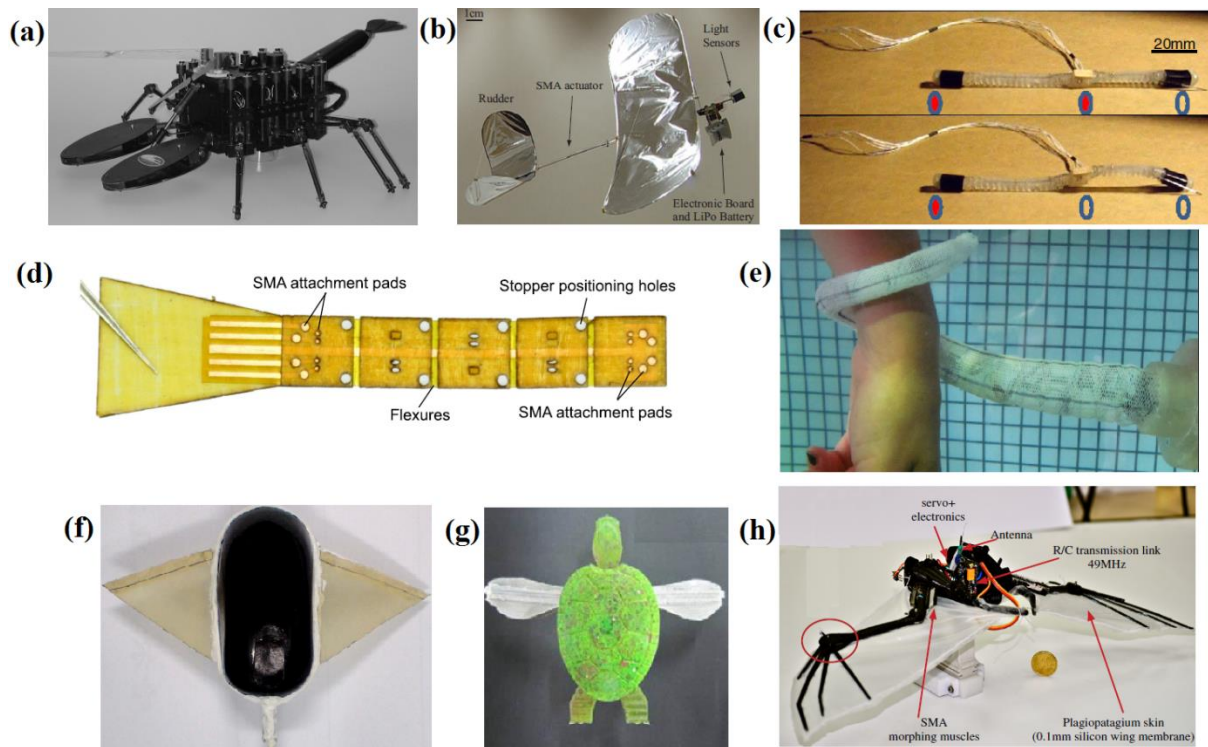 (a)
(b)
1cm
Light
Sensors
SMA actuator
Rudder
Electronic Board
and LiPo Battery
(c)
20mm
(d)
SMA attachment pads
Stopper positioning holes
Flexures
SMA attachment pads
(e)
(f)
(g)
(h)
servo+
electronics
Antenna
R/C transmission link
49MHz
SMA
morphing muscles
Plagiopatagium skin
(0.1mm silicon wing membrane)